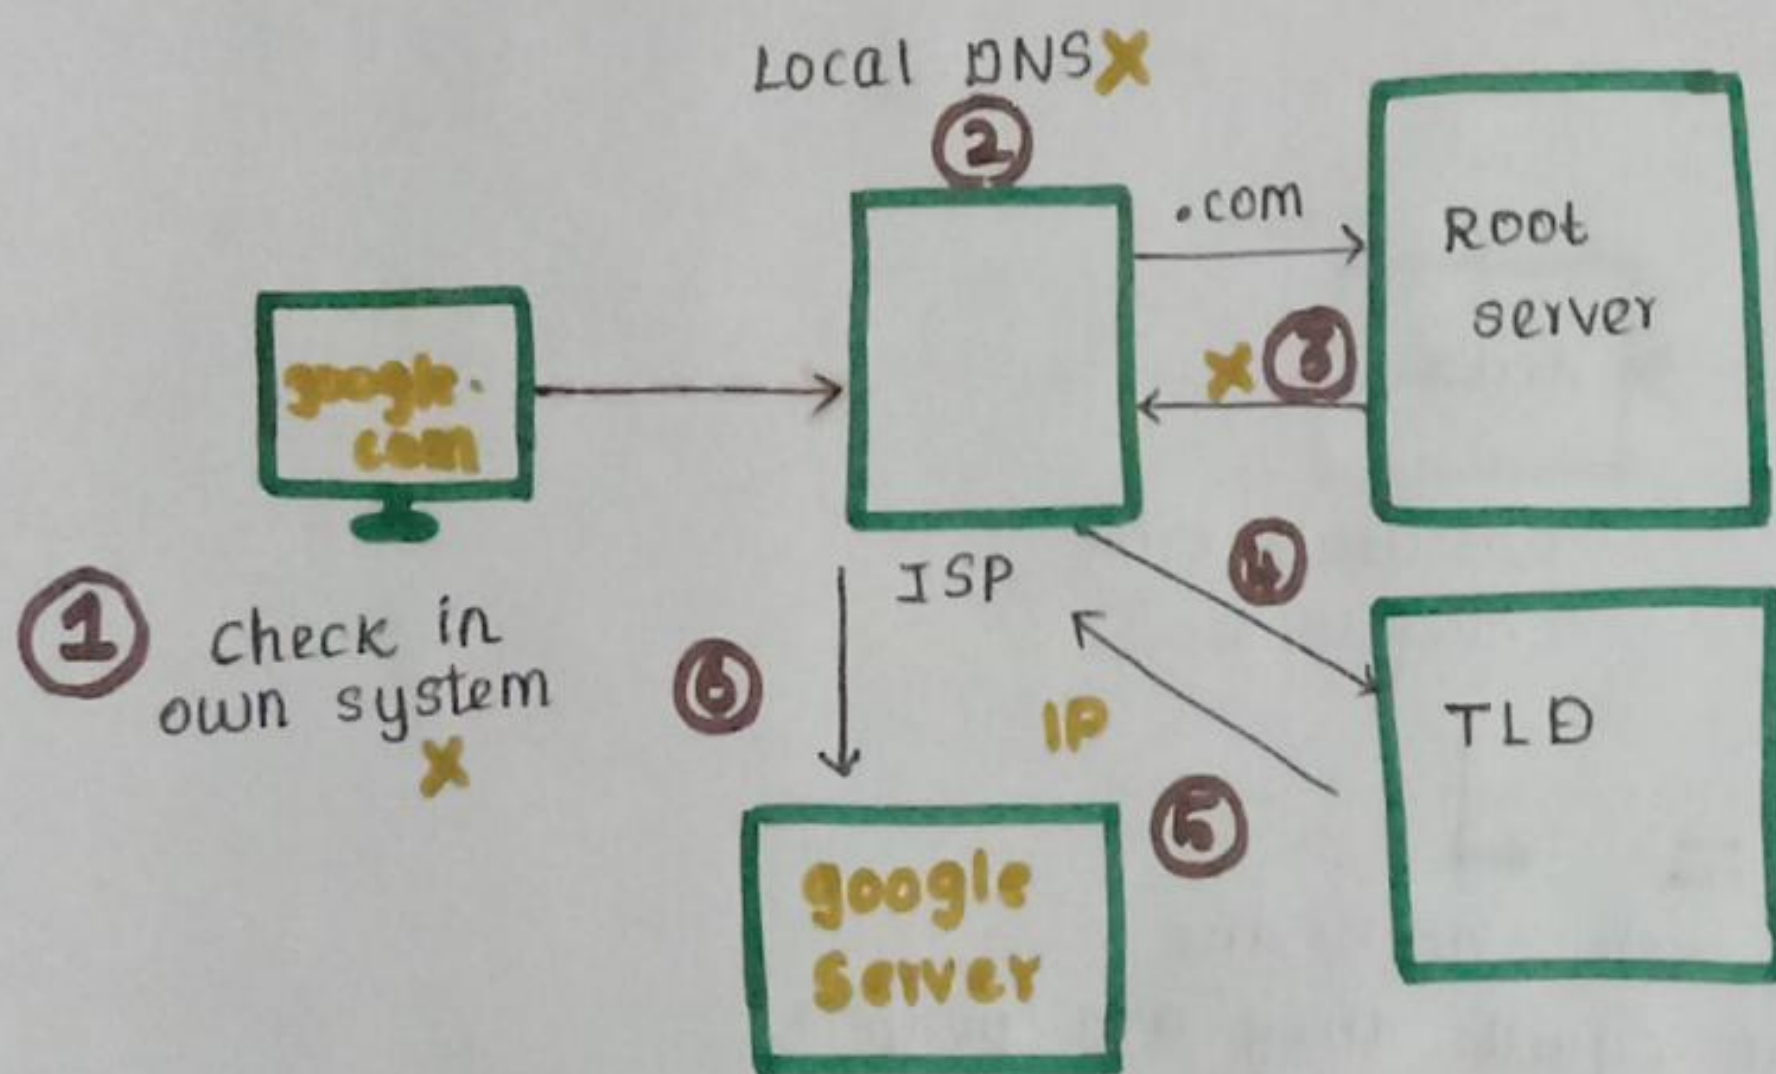 Local DNS X
2
.com
Root
server
X 3
google.
com
ISP
4
1 check in
own system
X
6
IP
TLD
5
google
server